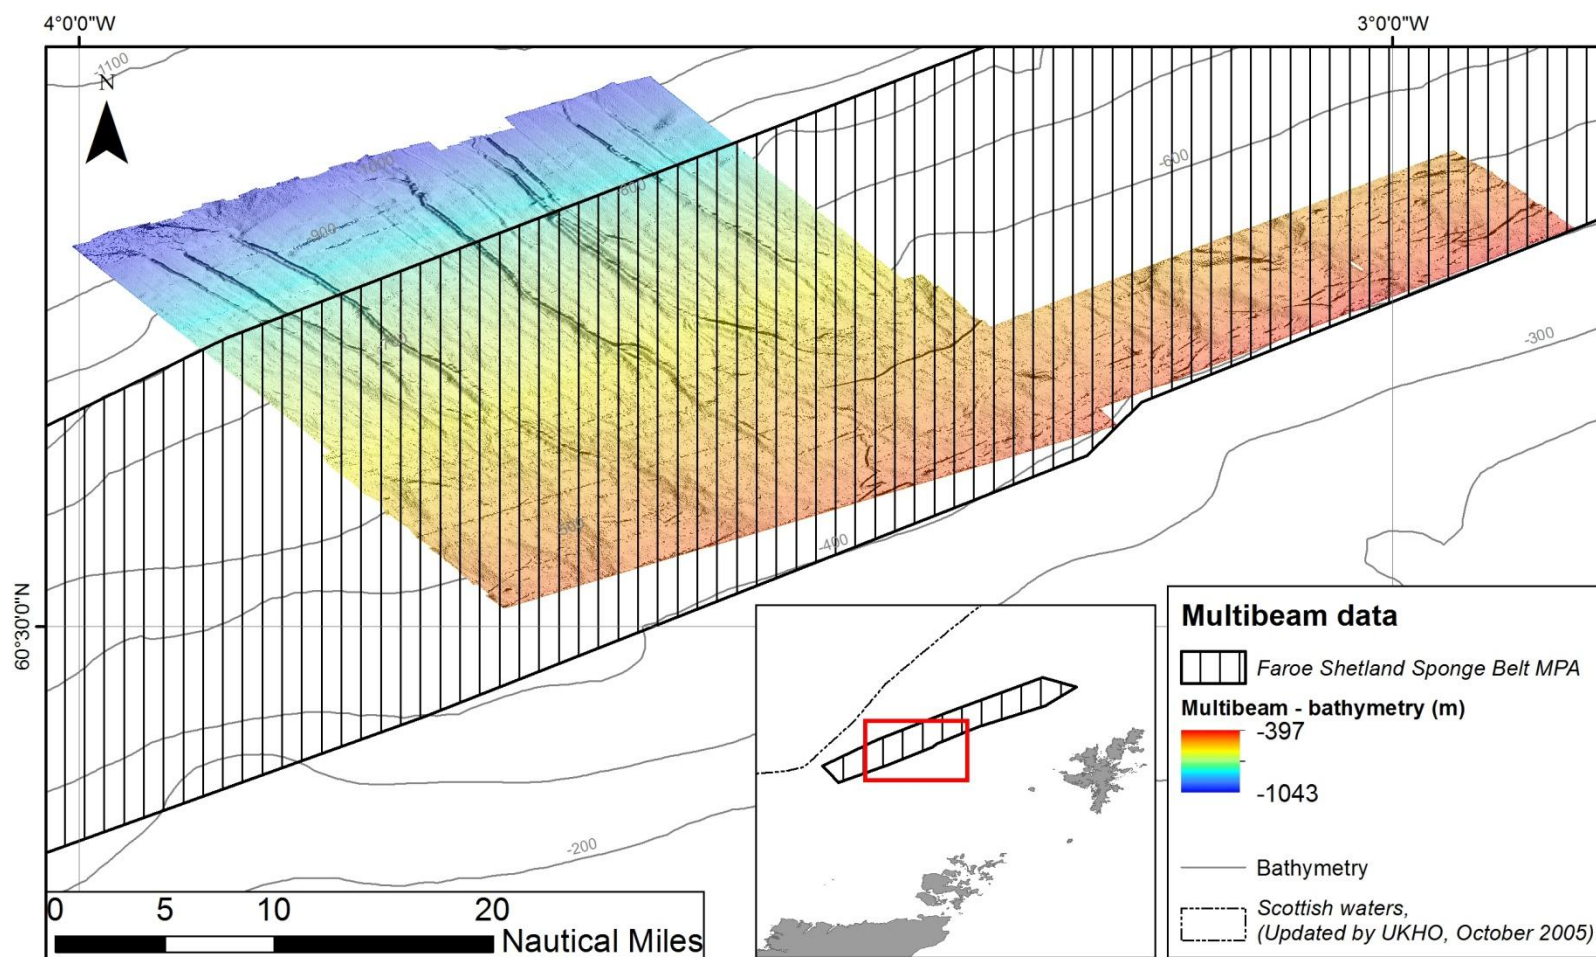 4°0'0"W
3°0'0"W
-1100
N
-1000
-600
-800
-900
-300
-500
-400
60°30'0"N
-200
0 5 10 20
Nautical Miles
Multibeam data
Faroe Shetland Sponge Belt MPA
Multibeam - bathymetry (m)
-397
-1043
Bathymetry
Scottish waters,
(Updated by UKHO, October 2005)